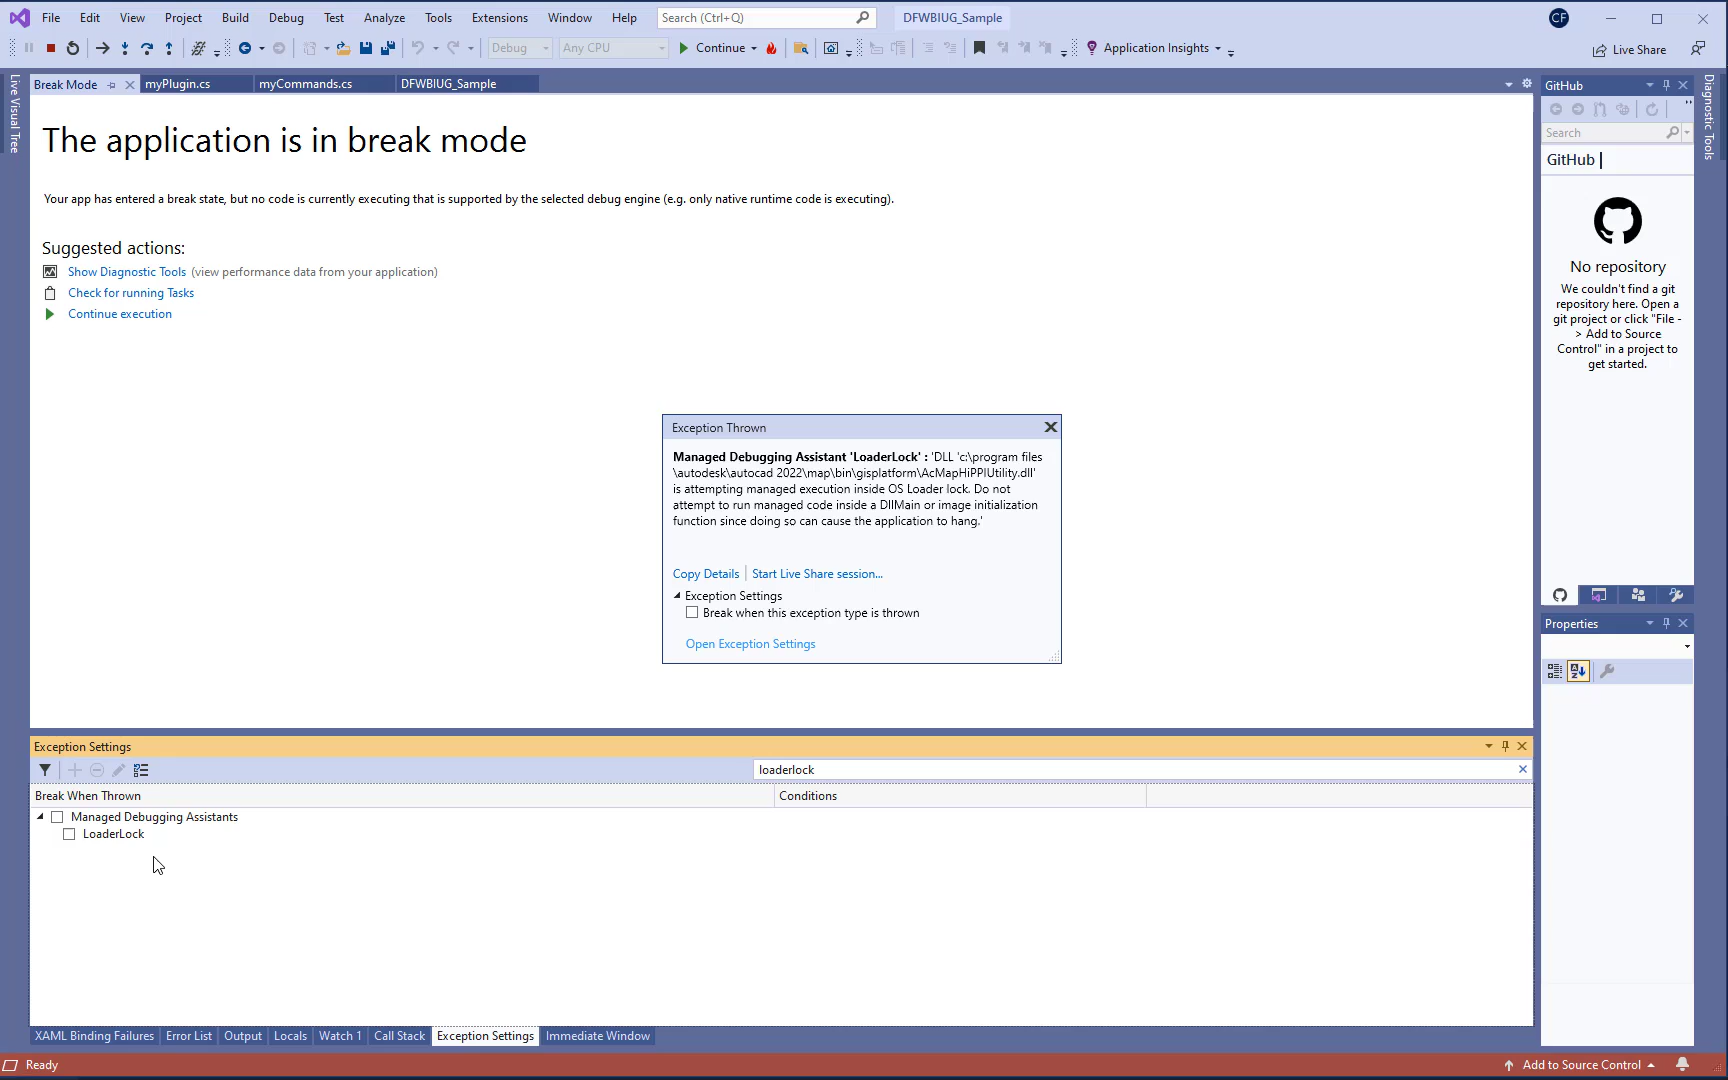 File Edit View Project Build Debug Test Analyze Tools Extensions Window Help Search (Ctrl+Q) DFWBIUG_Sample CF
Debug Any CPU Continue Application Insights Live Share
Live Visual Tree
Break Mode myPlugin.cs myCommands.cs DFWBIUG_Sample
The application is in break mode
Your app has entered a break state, but no code is currently executing that is supported by the selected debug engine (e.g. only native runtime code is executing).
Suggested actions:
Show Diagnostic Tools (view performance data from your application)
Check for running Tasks
Continue execution
Exception Thrown
Managed Debugging Assistant 'LoaderLock' : 'DLL 'c:\program files
\autodesk\autocad 2022\map\bin\gisplatform\AcMapHiPPIUtility.dll'
is attempting managed execution inside OS Loader lock. Do not
attempt to run managed code inside a DllMain or image initialization
function since doing so can cause the application to hang.'
Copy Details Start Live Share session...
Exception Settings
Break when this exception type is thrown
Open Exception Settings
GitHub
Search
GitHub
No repository
We couldn't find a git
repository here. Open a
git project or click "File -
> Add to Source
Control" in a project to
get started.
Diagnostic Tools
Properties
Exception Settings
loaderlock
Break When Thrown Conditions
Managed Debugging Assistants
LoaderLock
XAML Binding Failures Error List Output Locals Watch 1 Call Stack Exception Settings Immediate Window
Ready Add to Source Control